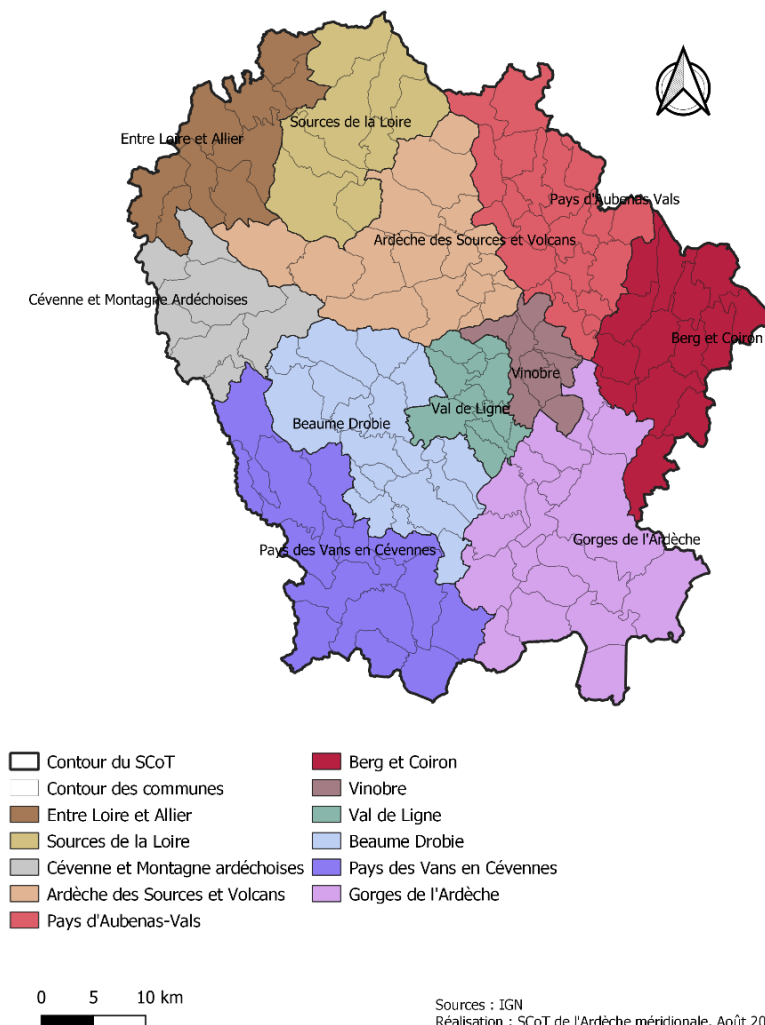 Sources de la Loire
Entre Loire et Allier
Pays d'Aubenas-Vals
Ardèche des Sources et Volcans
Cévenne et Montagne Ardéchoises
Berg et Coiron
Vinobre
Val de Ligne
Beaume Drobie
Gorges de l'Ardèche
Pays des Vans en Cévennes
Contour du SCoT
Contour des communes
Entre Loire et Allier
Sources de la Loire
Cévenne et Montagne ardéchoises
Ardèche des Sources et Volcans
Pays d'Aubenas-Vals
Berg et Coiron
Vinobre
Val de Ligne
Beaume Drobie
Pays des Vans en Cévennes
Gorges de l'Ardèche
0 5 10 km
Sources : IGN
Réalisation : SCoT de l'Ardèche méridionale, Août 20